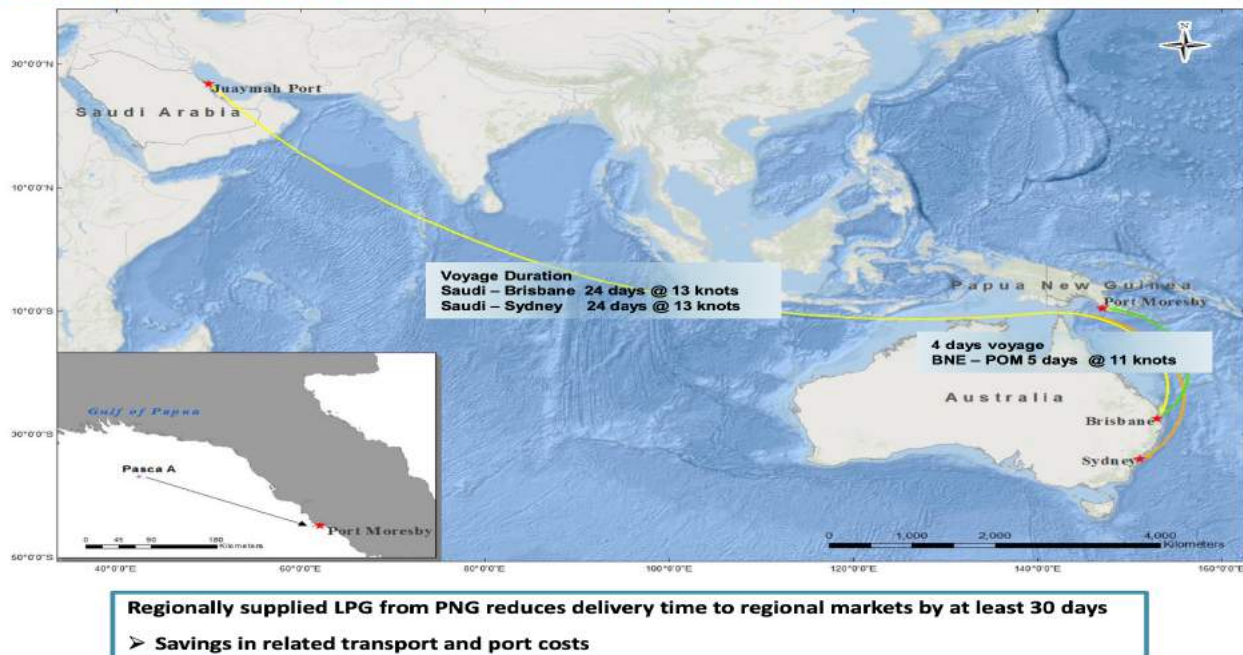 N
30°0'0"N
10°0'0"N
10°0'0"S
30°0'0"S
Juaymah Port
Saudi Arabia
Voyage Duration
Saudi – Brisbane 24 days @ 13 knots
Saudi – Sydney 24 days @ 13 knots
Papua New Guinea
Port Moresby
4 days voyage
BNE – POM 5 days @ 11 knots
Australia
Brisbane
Sydney
Gulf of Papua
Pasca A
Port Moresby
0 45 90 180
Kilometers
0 1,000 2,000 4,000
Kilometers
40°0'0"E 60°0'0"E 80°0'0"E 100°0'0"E 120°0'0"E 140°0'0"E 160°0'0"E
Regionally supplied LPG from PNG reduces delivery time to regional markets by at least 30 days
➢ Savings in related transport and port costs